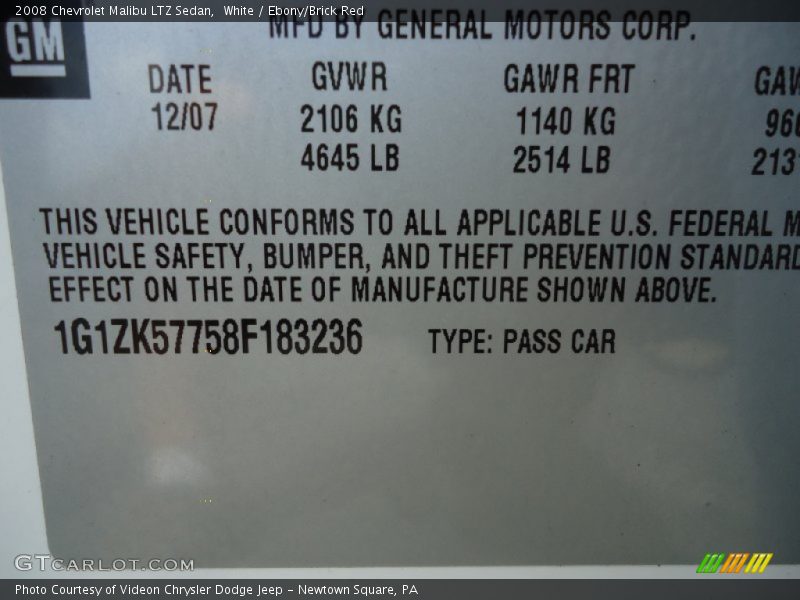 2008 Chevrolet Malibu LTZ Sedan, White / Ebony/Brick Red
GM
MFD BY GENERAL MOTORS CORP.
DATE GVWR GAWR FRT
12/07 2106 KG 1140 KG
4645 LB 2514 LB
THIS VEHICLE CONFORMS TO ALL APPLICABLE U.S. FEDERAL
VEHICLE SAFETY, BUMPER, AND THEFT PREVENTION STANDARD
EFFECT ON THE DATE OF MANUFACTURE SHOWN ABOVE.
1G1ZK57758F183236 TYPE: PASS CAR
GTCARLOT.COM
Photo Courtesy of Videon Chrysler Dodge Jeep - Newtown Square, PA